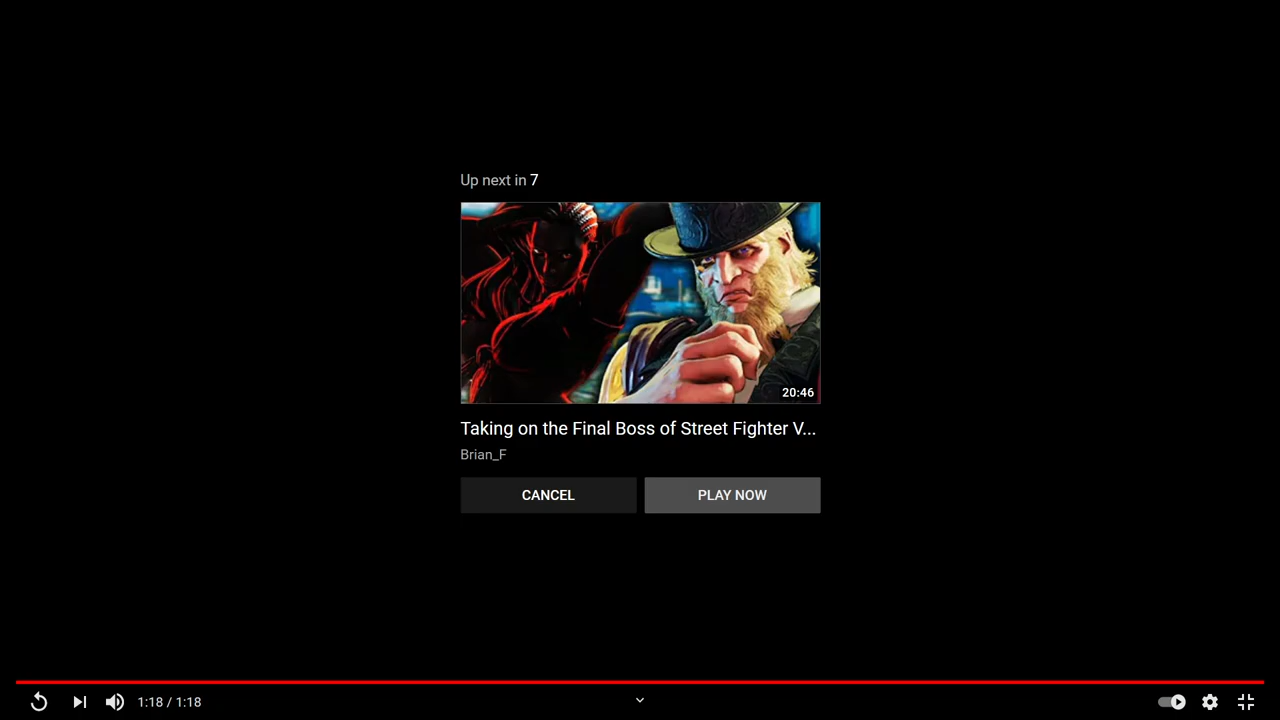 Up next in 7
20:46
Taking on the Final Boss of Street Fighter V...
Brian_F
CANCEL
PLAY NOW
1:18 / 1:18